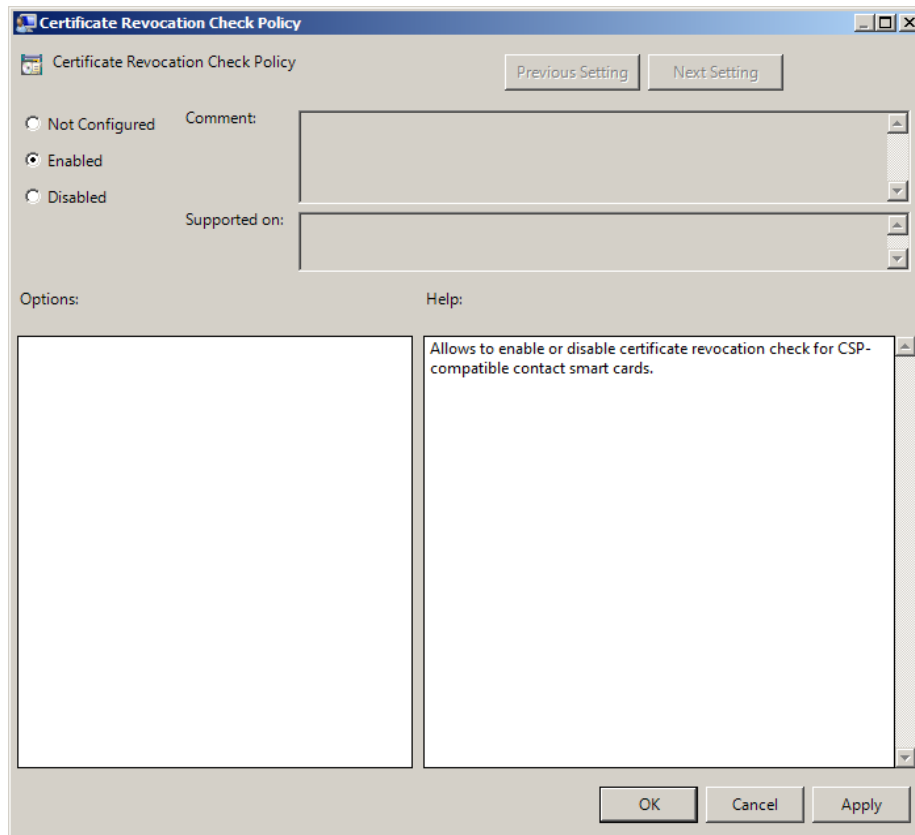 Certificate Revocation Check Policy
Certificate Revocation Check Policy
Previous Setting
Next Setting
Not Configured
Comment:
Enabled
Disabled
Supported on:
Options:
Help:
Allows to enable or disable certificate revocation check for CSP-
compatible contact smart cards.
OK
Cancel
Apply